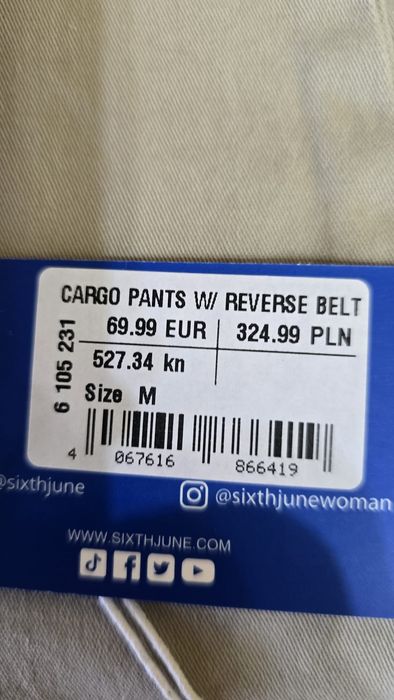 CARGO PANTS W/ REVERSE BELT
69.99 EUR 324.99 PLN
527.34 kn
Size M
6 105 231
4 067616 866419
@sixthjune @sixthjunewoman
WWW.SIXTHJUNE.COM